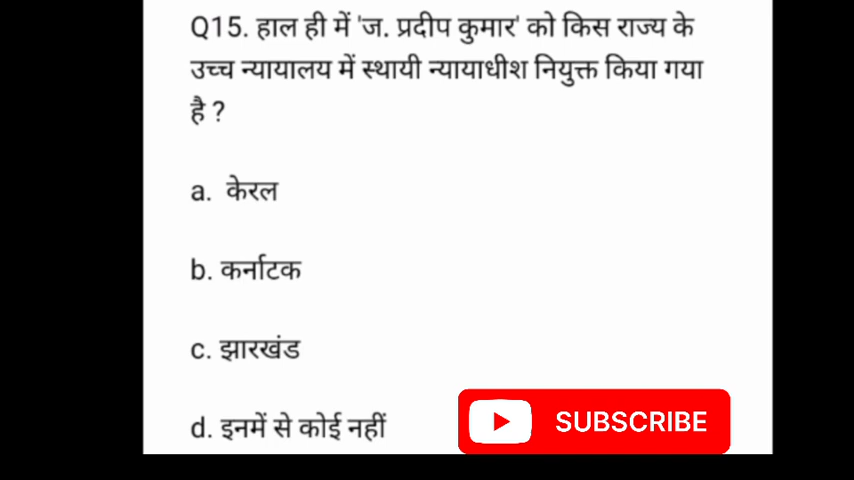 Q15. हाल ही में 'ज. प्रदीप कुमार' को किस राज्य के
उच्च न्यायालय में स्थायी न्यायाधीश नियुक्त किया गया
है ?
a. केरल
b. कर्नाटक
c. झारखंड
d. इनमें से कोई नहीं
SUBSCRIBE